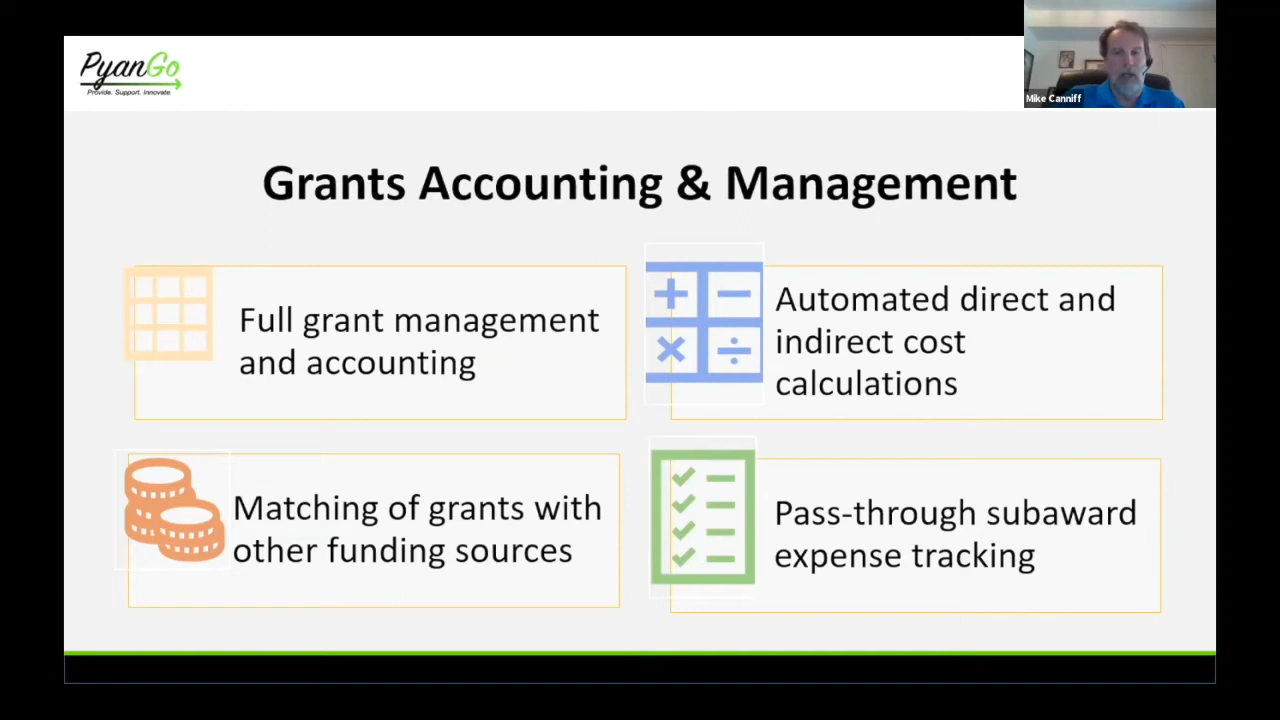 PyanGo
Provide. Support. Innovate.
Mike Canniff
Grants Accounting & Management
Full grant management
and accounting
Automated direct and
indirect cost
calculations
Matching of grants with
other funding sources
Pass-through subaward
expense tracking